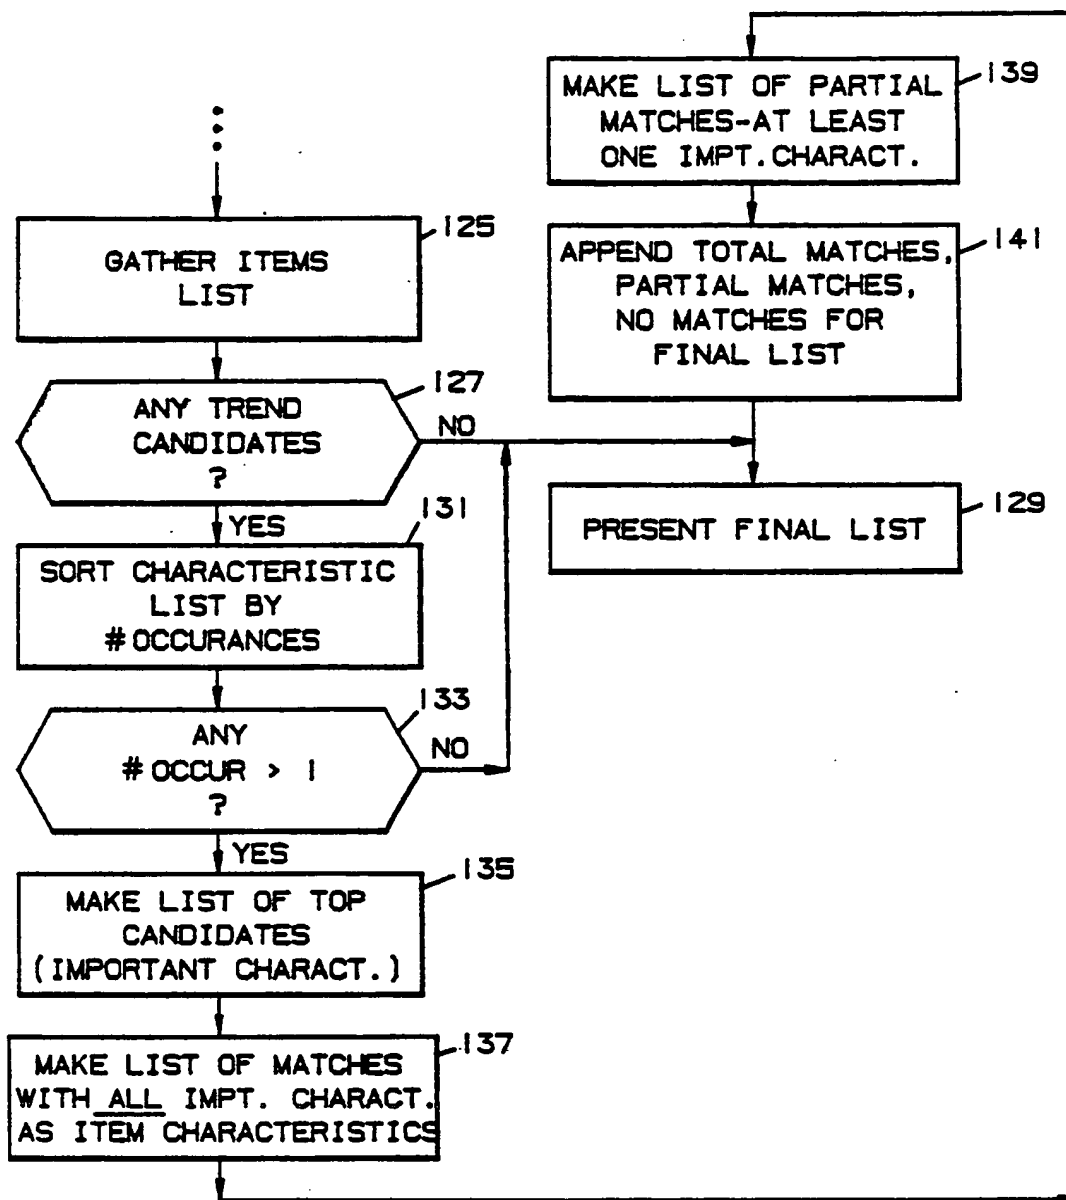 125
GATHER ITEMS
LIST
127
ANY TREND
CANDIDATES
?
NO
YES
131
SORT CHARACTERISTIC
LIST BY
# OCCURANCES
133
ANY
# OCCUR > 1
?
NO
YES
135
MAKE LIST OF TOP
CANDIDATES
(IMPORTANT CHARACT.)
137
MAKE LIST OF MATCHES
WITH ALL IMPT. CHARACT.
AS ITEM CHARACTERISTICS
139
MAKE LIST OF PARTIAL
MATCHES-AT LEAST
ONE IMPT.CHARACT.
141
APPEND TOTAL MATCHES,
PARTIAL MATCHES,
NO MATCHES FOR
FINAL LIST
129
PRESENT FINAL LIST